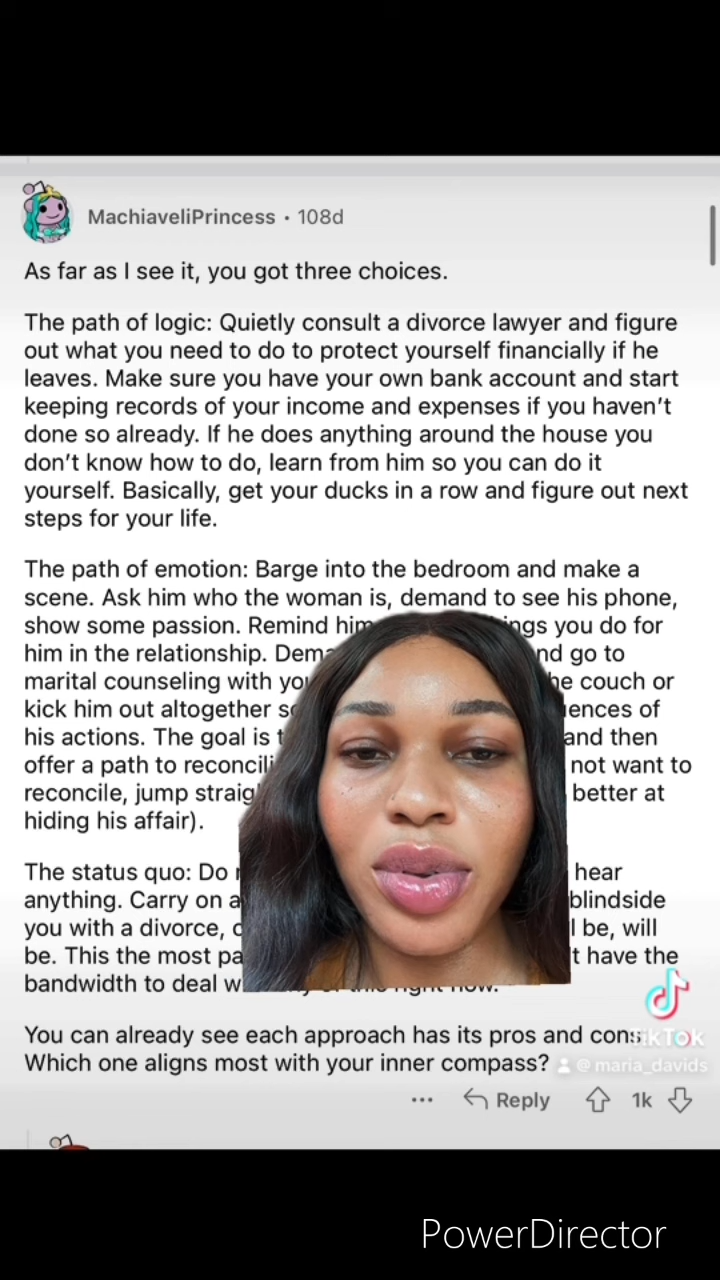 MachiaveliPrincess · 108d
As far as I see it, you got three choices.
The path of logic: Quietly consult a divorce lawyer and figure
out what you need to do to protect yourself financially if he
leaves. Make sure you have your own bank account and start
keeping records of your income and expenses if you haven't
done so already. If he does anything around the house you
don't know how to do, learn from him so you can do it
yourself. Basically, get your ducks in a row and figure out next
steps for your life.
The path of emotion: Barge into the bedroom and make a
scene. Ask him who the woman is, demand to see his phone,
show some passion. Remind him you do for
him in the relationship. go to
marital counseling with couch or
kick him out altogether of
his actions. The goal is and then
offer a path to not want to
reconcile, jump better at
hiding his affair).
The status quo: Do hear
anything. Carry on blindside
you with a divorce, be, will
be. This the most have the
bandwidth to deal right now.
You can already see each approach has its pros and cons.
Which one aligns most with your inner compass?
TikTok
@maria_davids
··· Reply 1k
PowerDirector